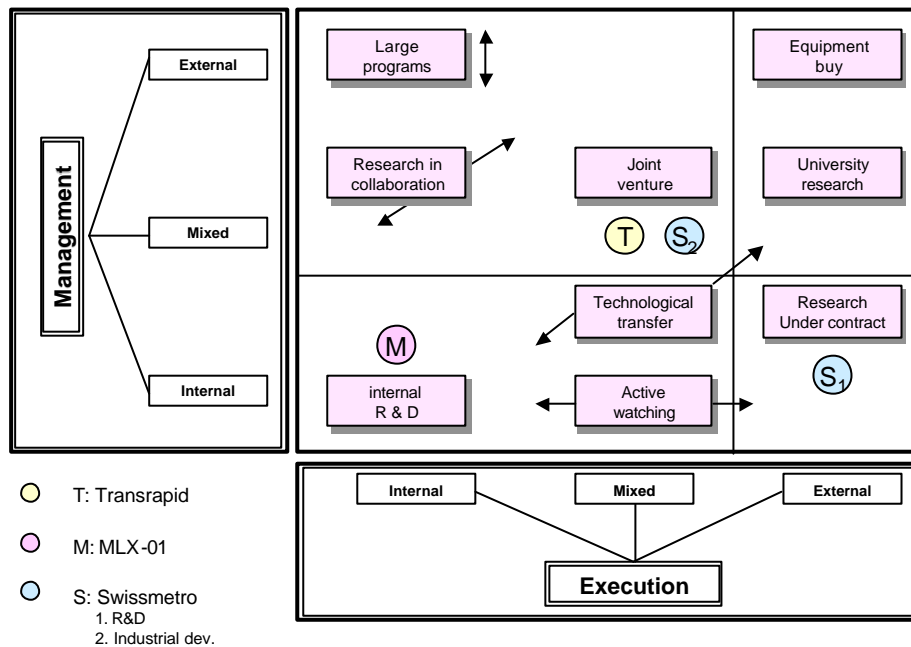 Management
External
Mixed
Internal
Large
programs
Equipment
buy
Research in
collaboration
Joint
venture
University
research
T
S2
Technological
transfer
Research
Under contract
M
S1
internal
R & D
Active
watching
Internal
Mixed
External
Execution
T: Transrapid
M: MLX-01
S: Swissmetro
1. R&D
2. Industrial dev.